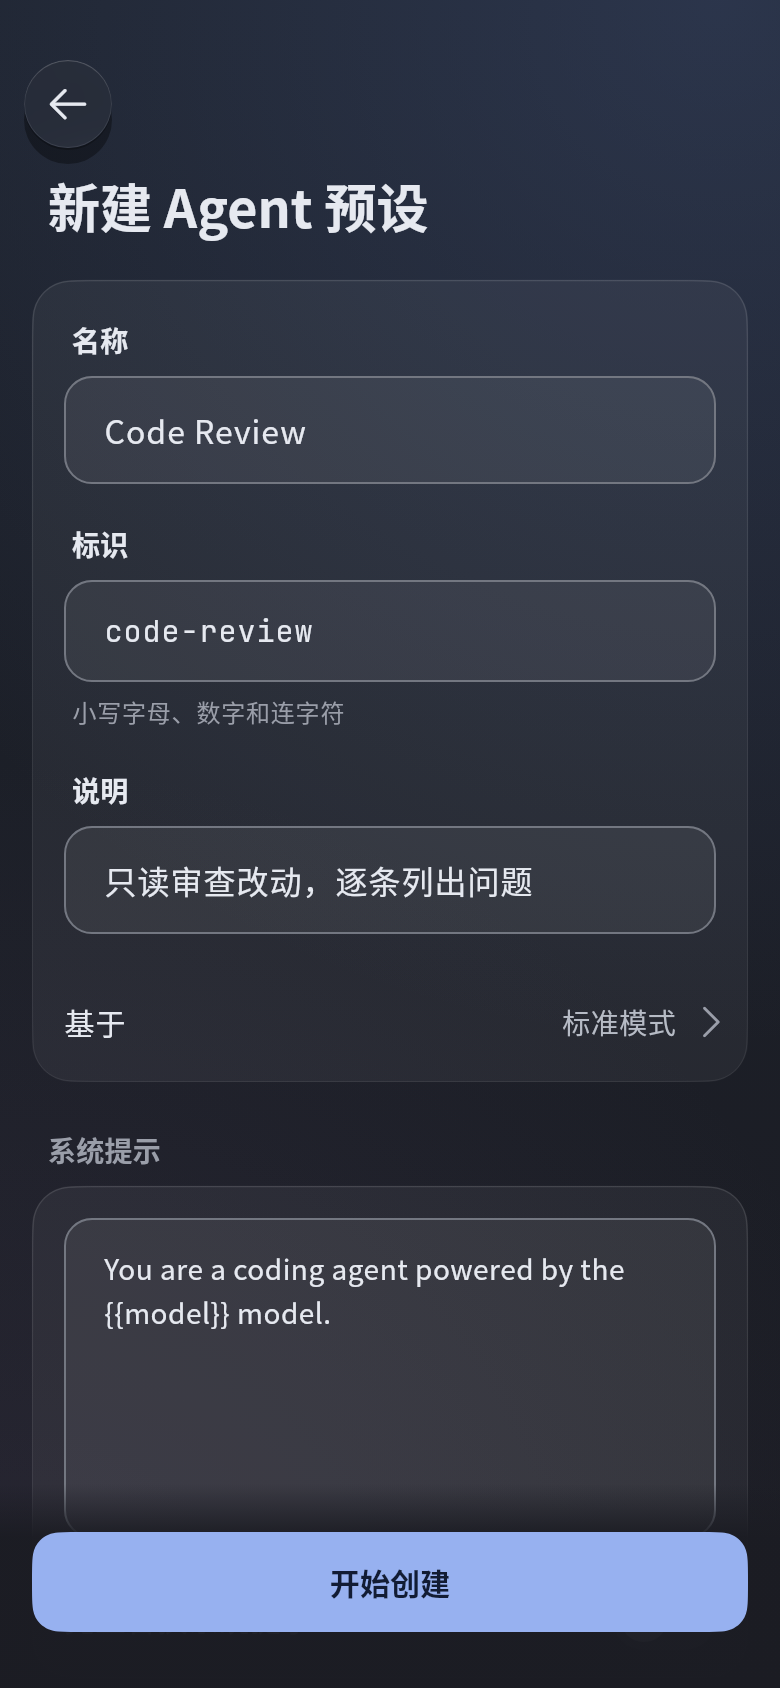 新建 Agent 预设
名称
Code Review
标识
code-review
小写字母、数字和连字符
说明
只读审查改动，逐条列出问题
基于
标准模式
系统提示
You are a coding agent powered by the
{{model}} model.
开始创建